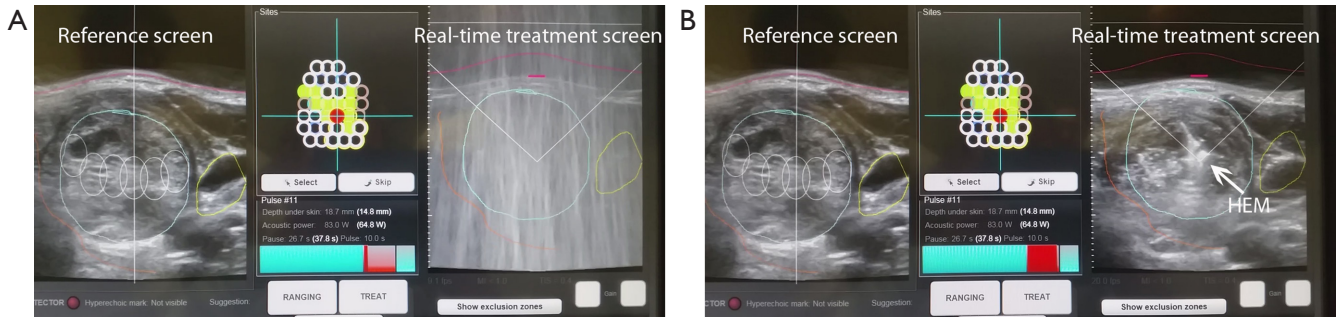 A
Reference screen
Sites
Real-time treatment screen
Select
Skip
Pulse #11
Depth under skin: 18.7 mm (14.8 mm)
Acoustic power: 83.0 W (64.8 W)
Pause: 26.7 s (37.8 s) Pulse: 10.0 s
TECTOR Hyperechoic mark: Not visible
Suggestion:
RANGING
TREAT
Gain
Show exclusion zones
B
Reference screen
Sites
Real-time treatment screen
HEM
Select
Skip
Pulse #11
Depth under skin: 18.7 mm (14.8 mm)
Acoustic power: 83.0 W (64.8 W)
Pause: 26.7 s (37.8 s) Pulse: 10.0 s
CTOR Hyperechoic mark: Not visible
Suggestion:
RANGING
TREAT
Gain
Show exclusion zones